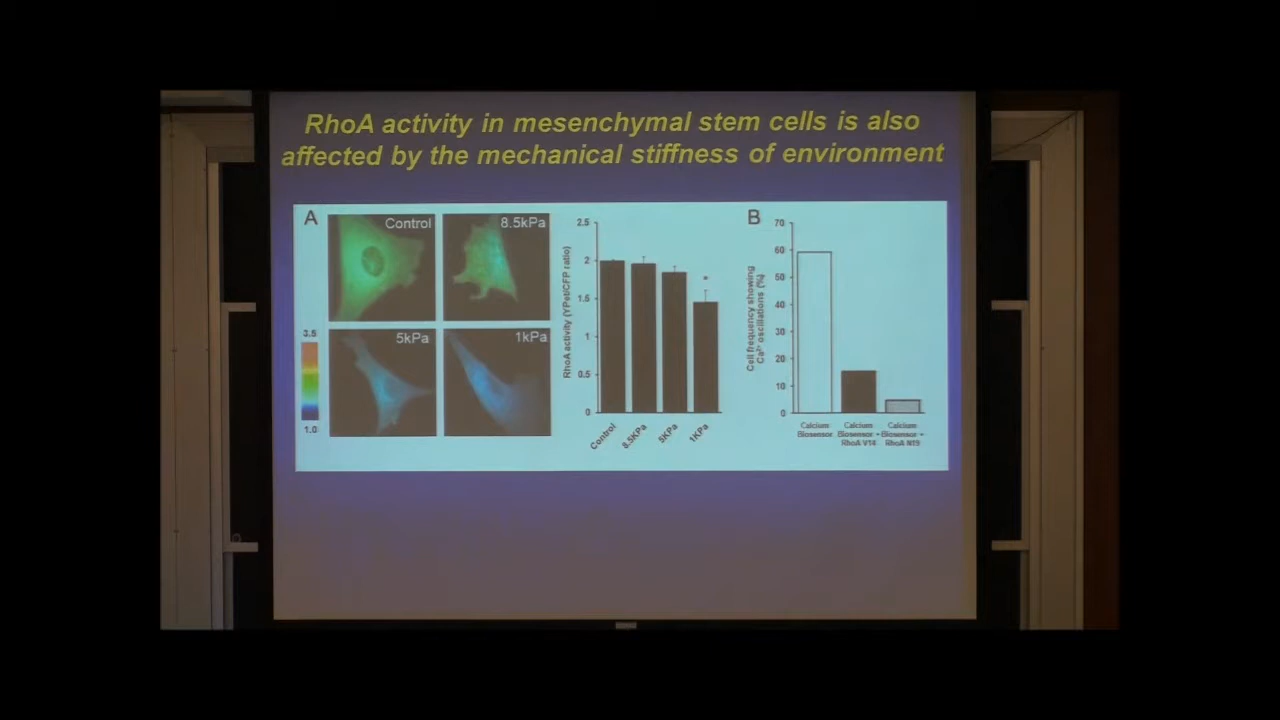 RhoA activity in mesenchymal stem cells is also
affected by the mechanical stiffness of environment
A
Control
8.5kPa
5kPa
1kPa
3.5
1.0
RhoA activity (YPet/CFP ratio)
2.5
2
1.5
1
0.5
0
Control
8.5KPa
5KPa
1KPa
*
B
Cell frequency showing
Ca²⁺ oscillations (%)
70
60
50
40
30
20
10
0
Calcium
Biosensor
Calcium
Biosensor +
RhoA V14
Calcium
Biosensor +
RhoA N19